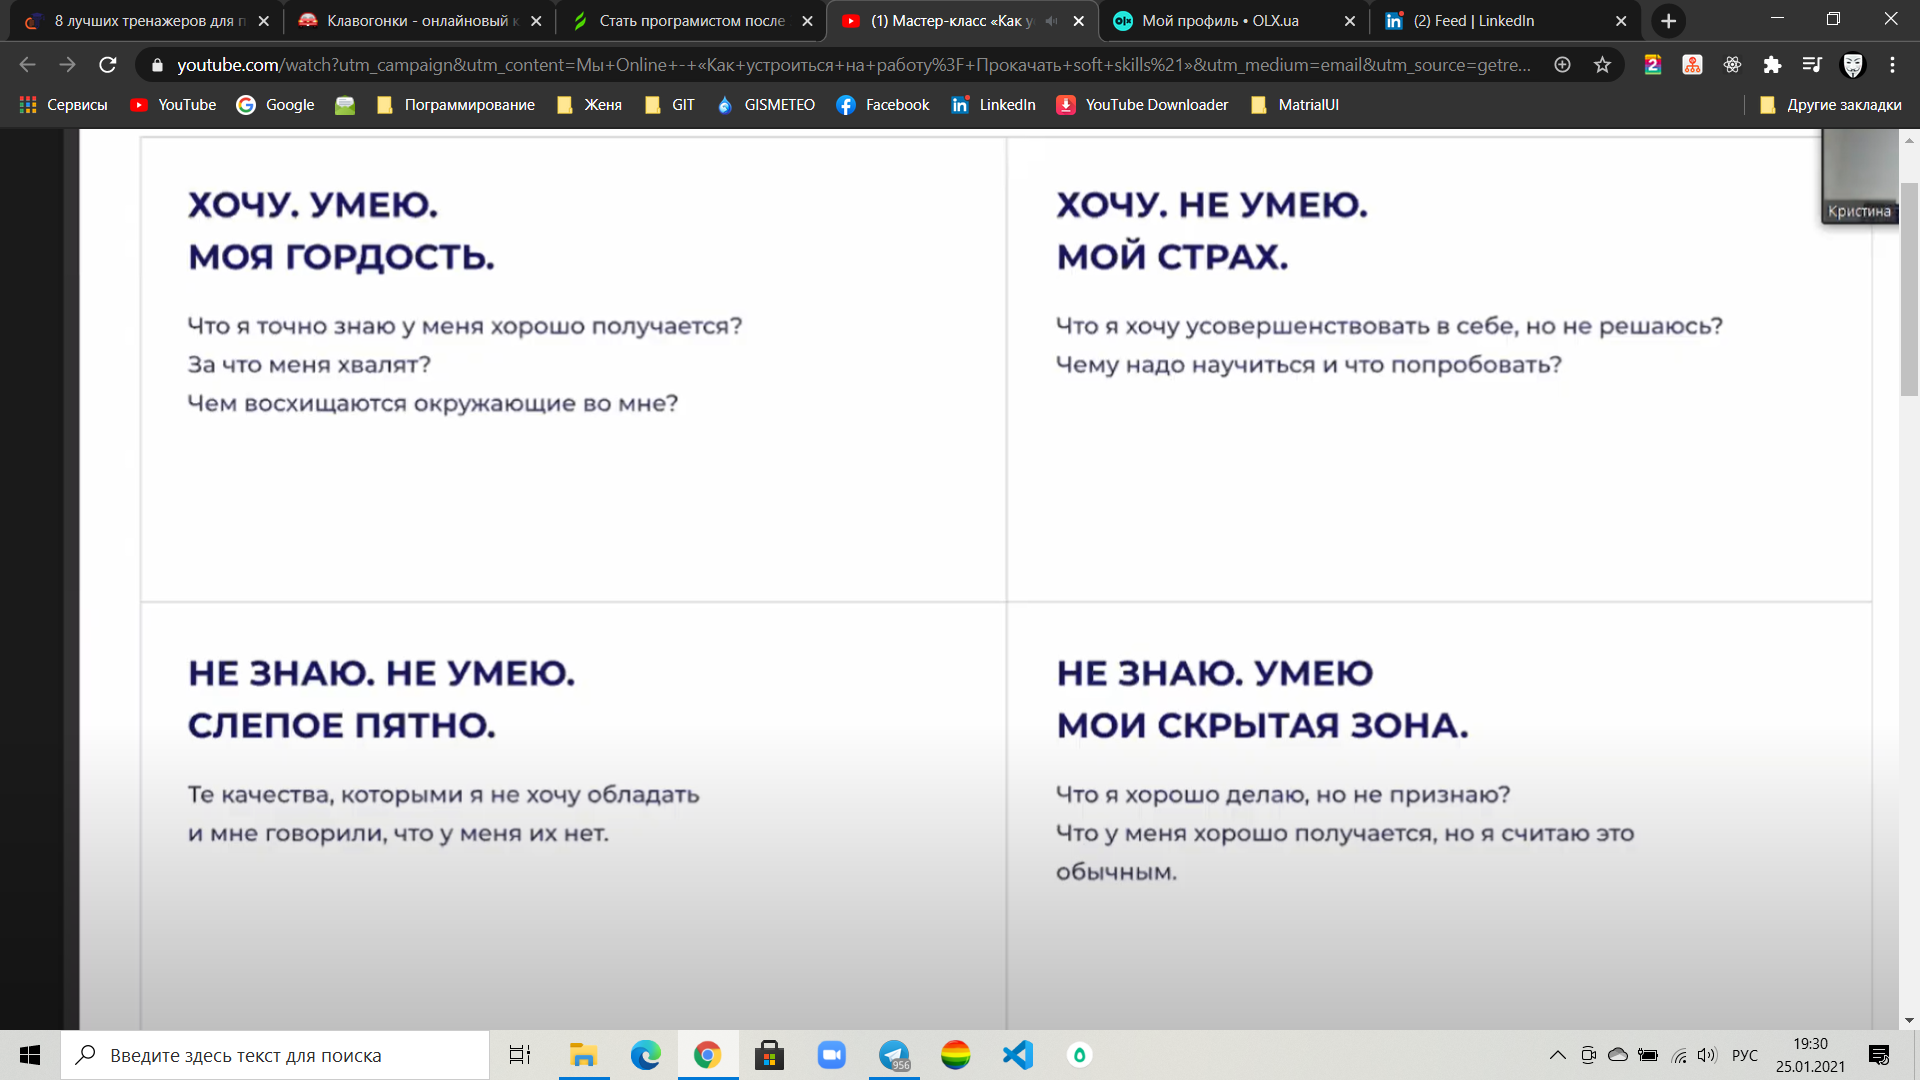 8 лучших тренажеров для п
Клавогонки - онлайновый к
Стать програмистом после
(1) Мастер-класс «Как у
Мой профиль • OLX.ua
(2) Feed | LinkedIn
youtube.com/watch?utm_campaign&utm_content=Мы+Online+-+«Как+устроиться+на+работу%3F+Прокачать+soft+skills%21»&utm_medium=email&utm_source=getre...
Сервисы YouTube Google Пограммирование Женя GIT GISMETEO Facebook LinkedIn YouTube Downloader MatrialUI Другие закладки
Кристина
ХОЧУ. УМЕЮ.
МОЯ ГОРДОСТЬ.
Что я точно знаю у меня хорошо получается?
За что меня хвалят?
Чем восхищаются окружающие во мне?
ХОЧУ. НЕ УМЕЮ.
МОЙ СТРАХ.
Что я хочу усовершенствовать в себе, но не решаюсь?
Чему надо научиться и что попробовать?
НЕ ЗНАЮ. НЕ УМЕЮ.
СЛЕПОЕ ПЯТНО.
Те качества, которыми я не хочу обладать
и мне говорили, что у меня их нет.
НЕ ЗНАЮ. УМЕЮ
МОИ СКРЫТАЯ ЗОНА.
Что я хорошо делаю, но не признаю?
Что у меня хорошо получается, но я считаю это
обычным.
Введите здесь текст для поиска
956
РУС
19:30
25.01.2021